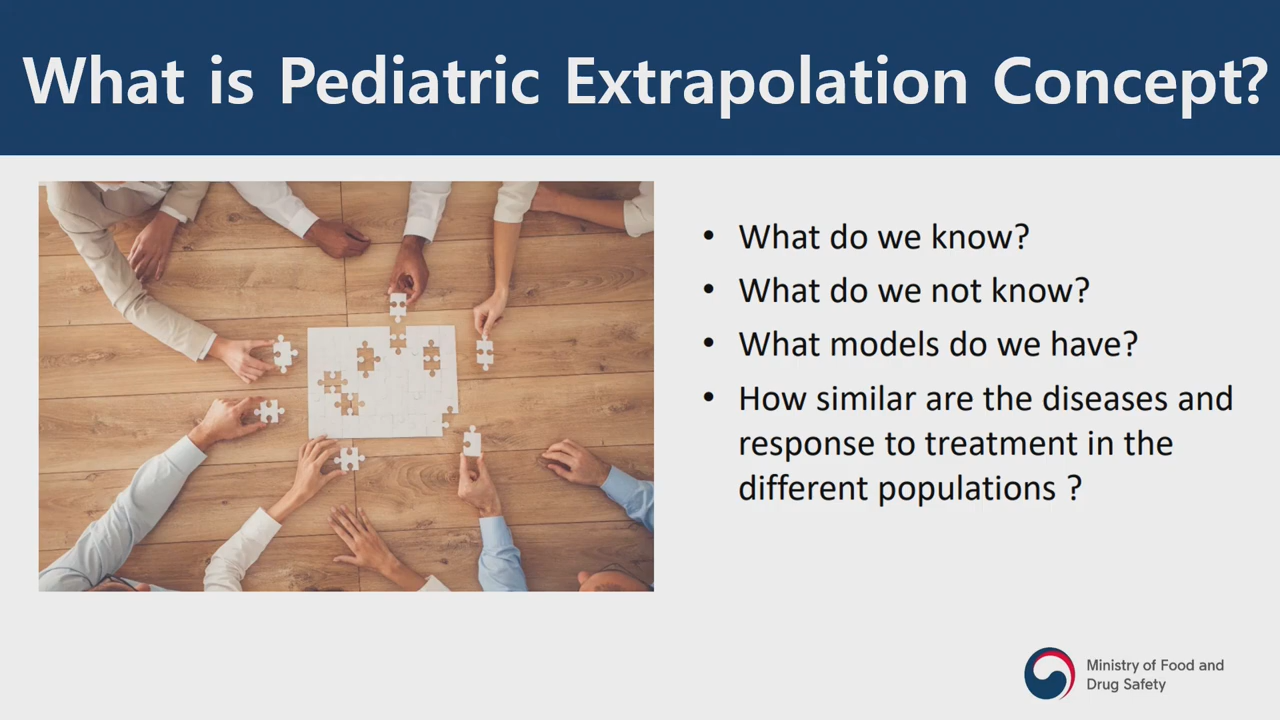 What is Pediatric Extrapolation Concept?
• What do we know?
• What do we not know?
• What models do we have?
• How similar are the diseases and
response to treatment in the
different populations ?
Ministry of Food and
Drug Safety